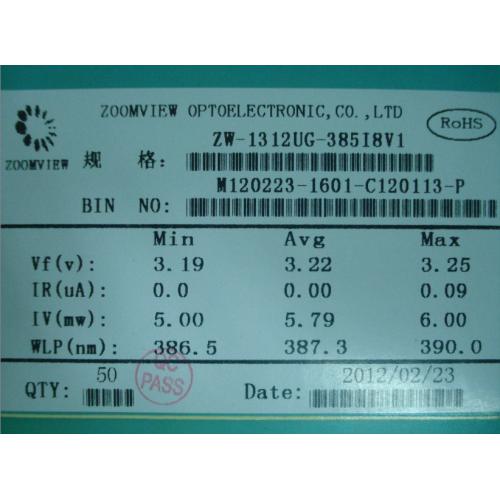 ZOOMVIEW OPTOELECTRONIC,CO.,LTD
RoHS
ZW-1312UG-385I8V1
ZOOMVIEW 规 格:
M120223-1601-C120113-P
BIN NO:
Min Avg Max
Vf(v): 3.19 3.22 3.25
IR(uA): 0.0 0.00 0.09
IV(mw): 5.00 5.79 6.00
WLP(nm): 386.5 387.3 390.0
QC
PASS
QTY: 50 Date: 2012/02/23